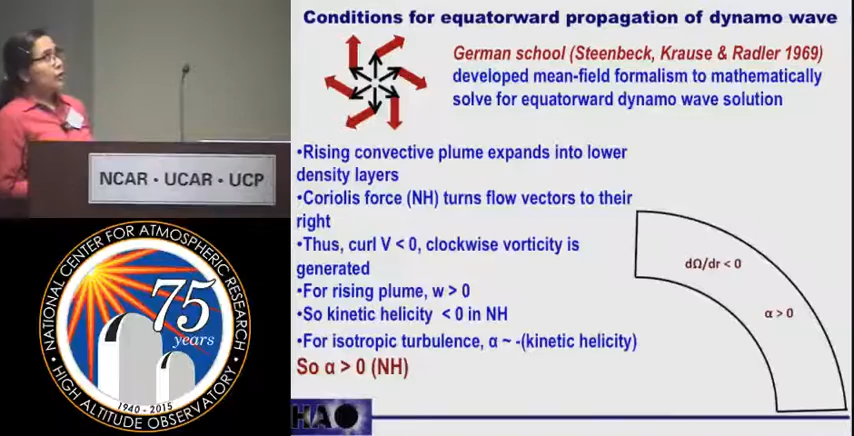 Conditions for equatorward propagation of dynamo wave
German school (Steenbeck, Krause & Radler 1969)
developed mean-field formalism to mathematically
solve for equatorward dynamo wave solution
•Rising convective plume expands into lower
density layers
•Coriolis force (NH) turns flow vectors to their
right
•Thus, curl V < 0, clockwise vorticity is
generated
•For rising plume, w > 0
•So kinetic helicity < 0 in NH
•For isotropic turbulence, α ~ -(kinetic helicity)
So α > 0 (NH)
dΩ/dr < 0
α > 0
HAO
NCAR • UCAR • UCP
NATIONAL CENTER FOR ATMOSPHERIC RESEARCH
75
years
1940 - 2015
• HIGH ALTITUDE OBSERVATORY •